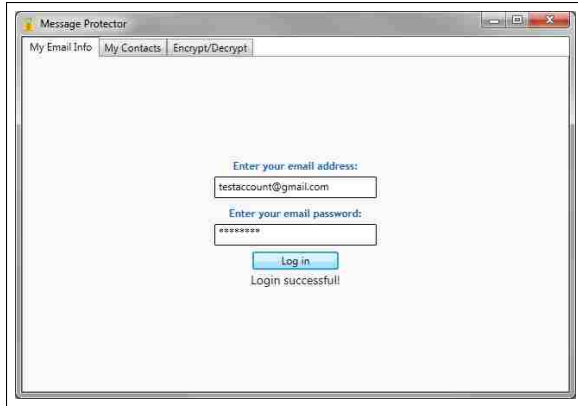 Message Protector
My Email Info My Contacts Encrypt/Decrypt
Enter your email address:
testaccount@gmail.com
Enter your email password:
********
Log in
Login successful!